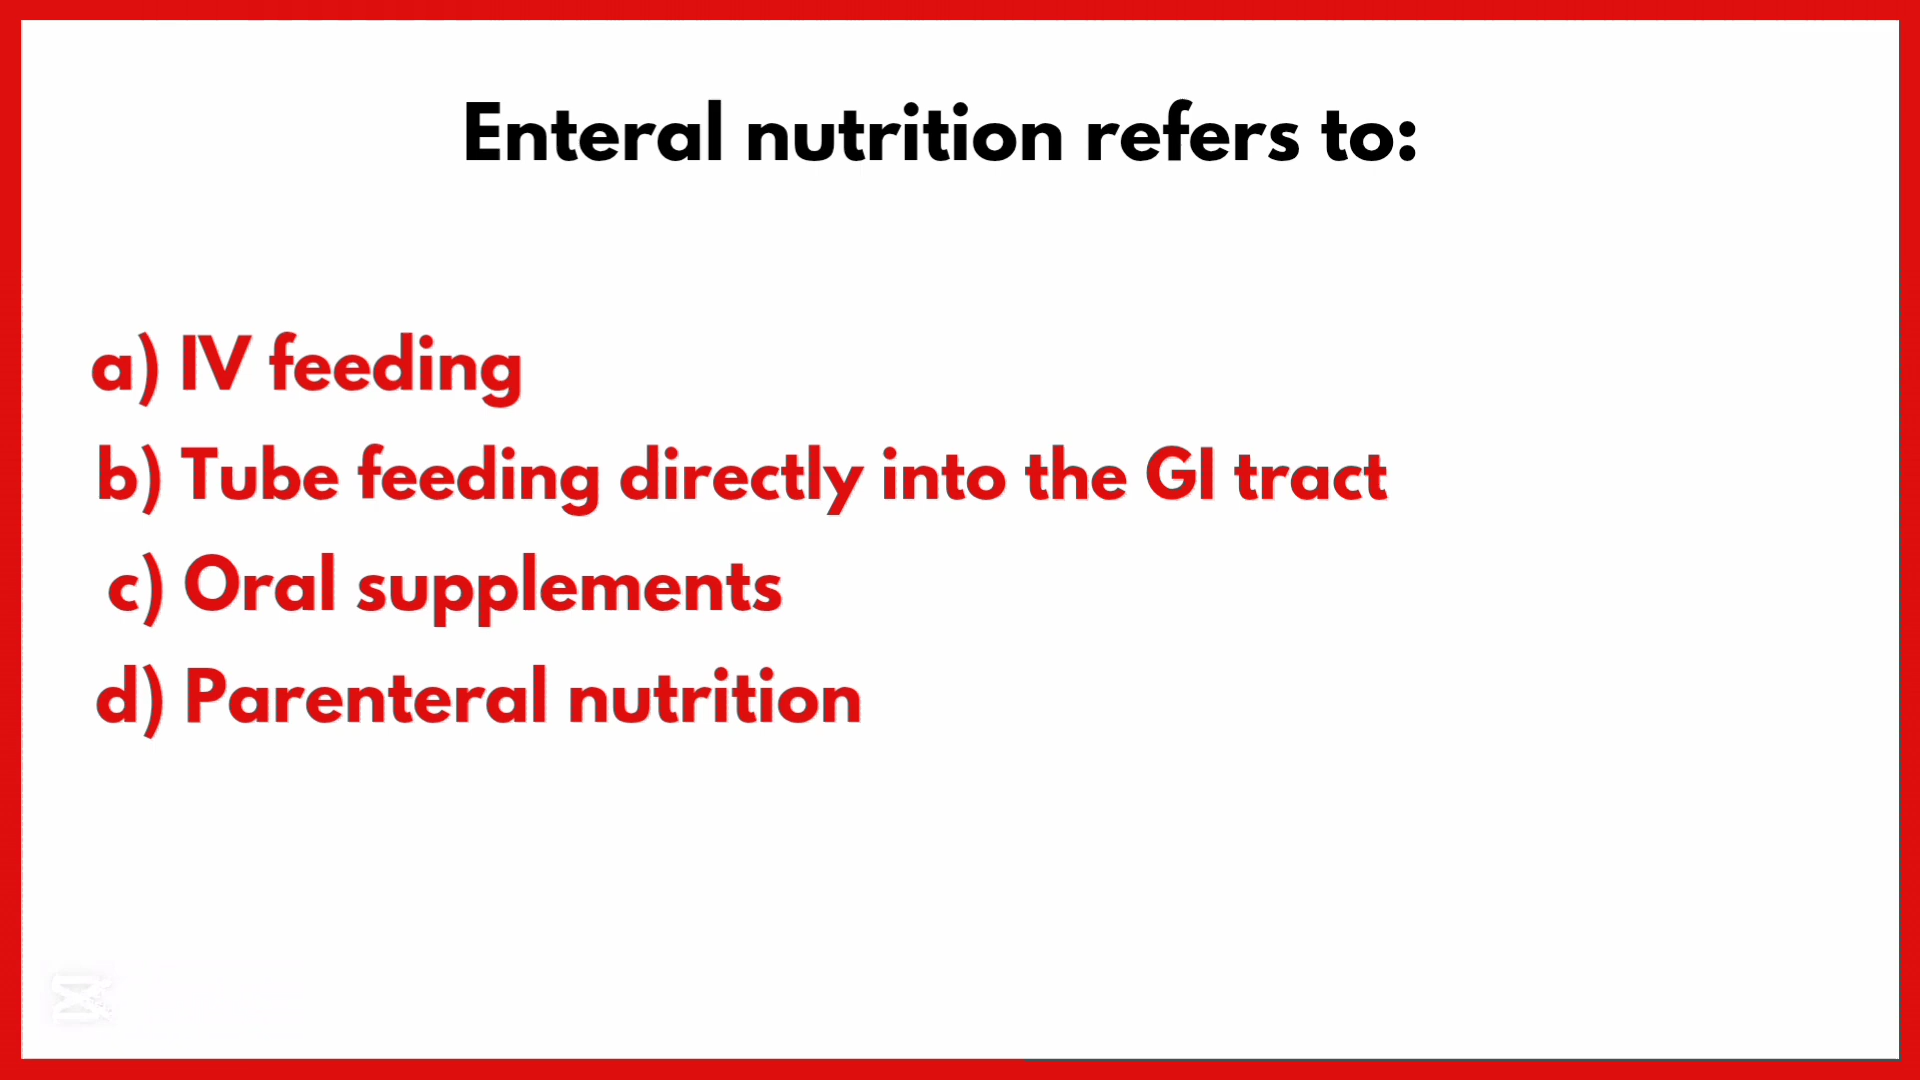 Enteral nutrition refers to:
a) IV feeding
b) Tube feeding directly into the GI tract
c) Oral supplements
d) Parenteral nutrition